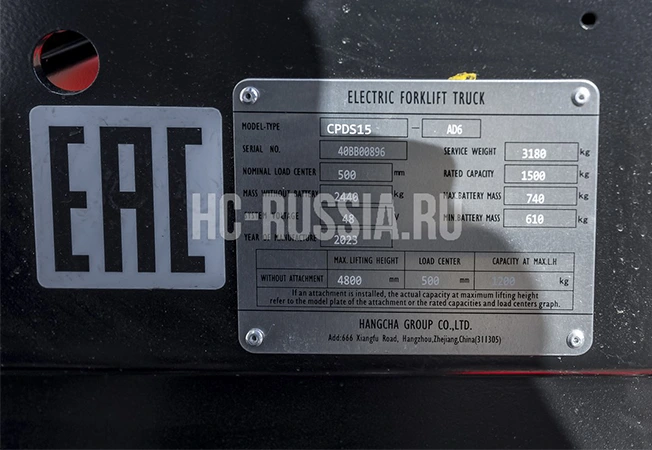 EAC
ELECTRIC FORKLIFT TRUCK
MODEL-TYPE CPDS15 — AD6
SERIAL NO. 40BB00896 SERVICE WEIGHT 3180 kg
NOMINAL LOAD CENTER 500 mm RATED CAPACITY 1500 kg
MASS WITHOUT BATTERY 2440 kg MAX.BATTERY MASS 740 kg
HC-RUSSIA.RU
VOLTAGE 48 V MIN.BATTERY MASS 610 kg
YEAR OF MANUFACTURE 2023
MAX. LIFTING HEIGHT LOAD CENTER CAPACITY AT MAX.L.H
WITHOUT ATTACHMENT 4800 mm 500 mm kg
If an attachment is installed, the actual capacity at maximum lifting height
refer to the model plate of the attachment or the rated capacities and load centers graph.
HANGCHA GROUP CO.,LTD.
Add:666 Xiangfu Road, Hangzhou,Zhejiang,China(311305)